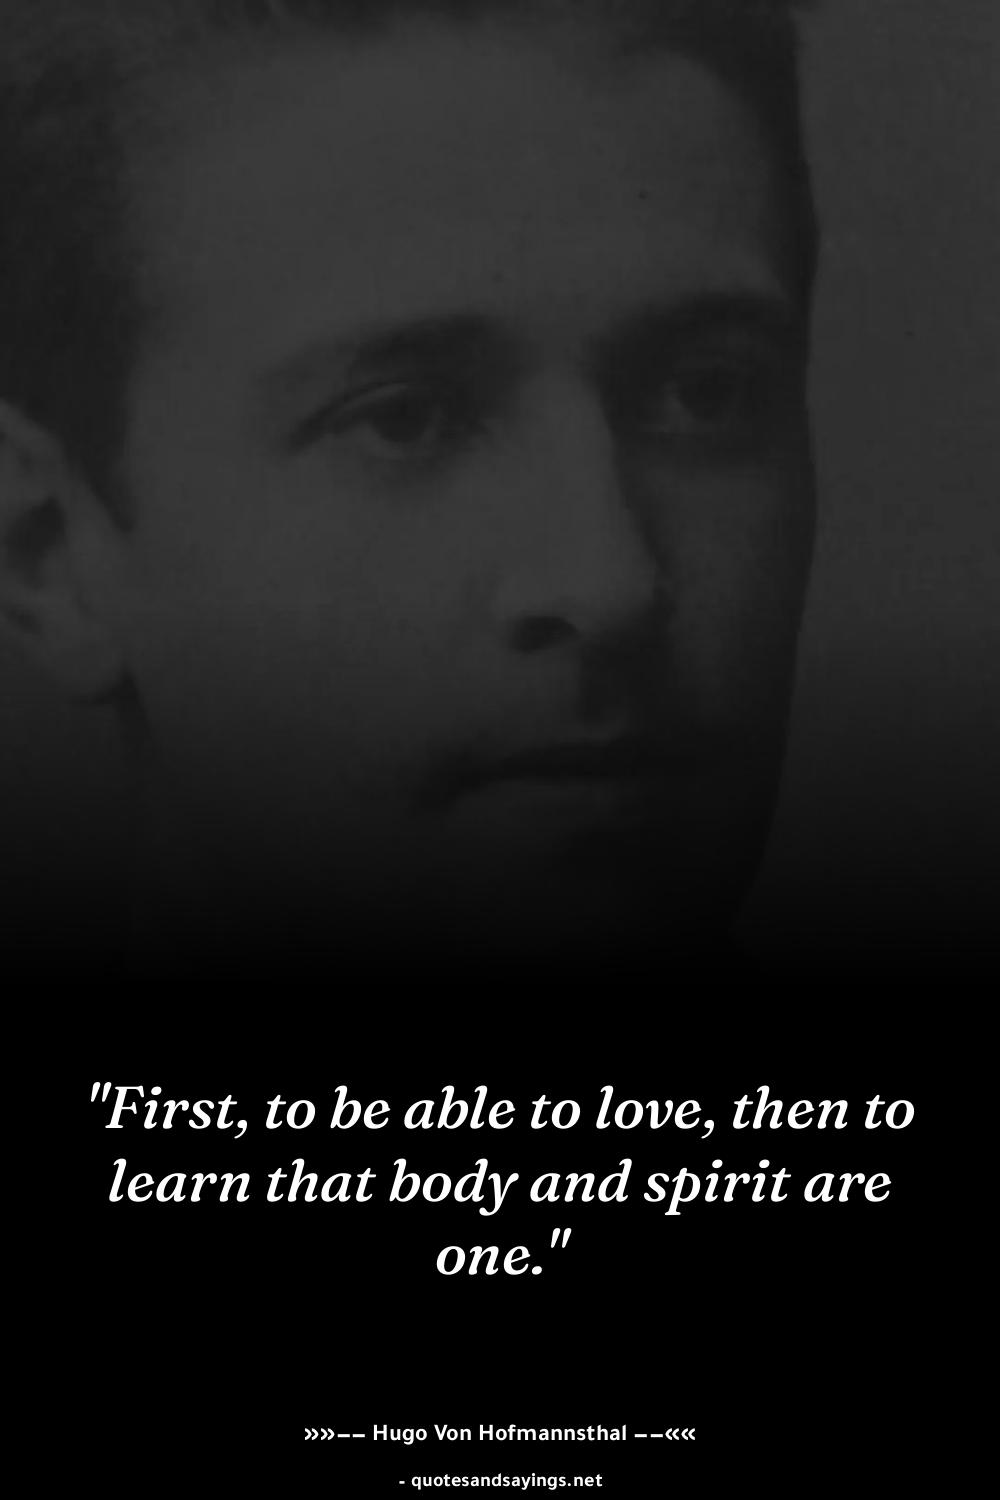 "First, to be able to love, then to
learn that body and spirit are
one."
»»–– Hugo Von Hofmannsthal ––««
- quotesandsayings.net